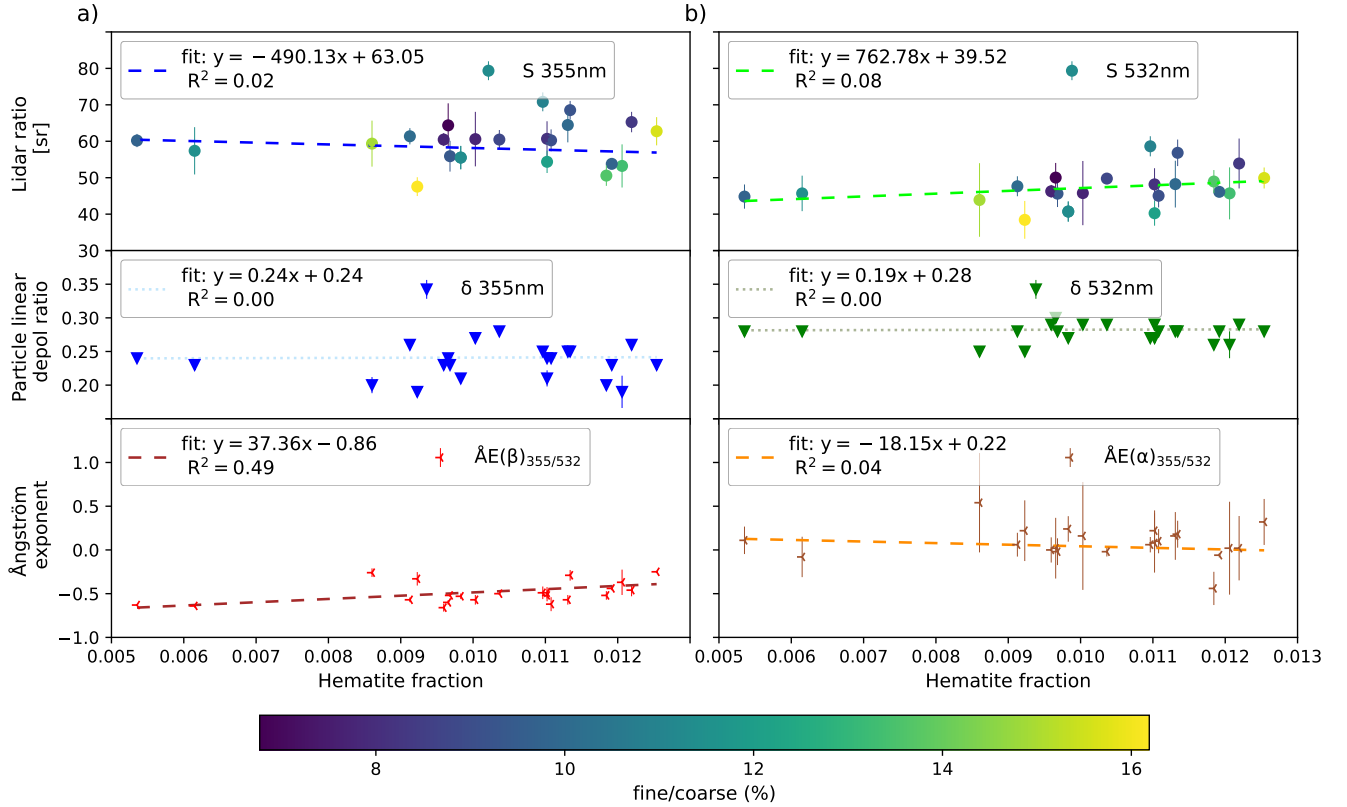 a)
b)
fit: y = −490.13x + 63.05
R² = 0.02
S 355nm
fit: y = 762.78x + 39.52
R² = 0.08
S 532nm
Lidar ratio
[sr]
80
70
60
50
40
30
fit: y = 0.24x + 0.24
R² = 0.00
δ 355nm
fit: y = 0.19x + 0.28
R² = 0.00
δ 532nm
Particle linear
depol ratio
0.35
0.30
0.25
0.20
fit: y = 37.36x − 0.86
R² = 0.49
ÅE(β)355/532
fit: y = −18.15x + 0.22
R² = 0.04
ÅE(α)355/532
Ångström
exponent
1.0
0.5
0.0
−0.5
−1.0
0.005 0.006 0.007 0.008 0.009 0.010 0.011 0.012
0.005 0.006 0.007 0.008 0.009 0.010 0.011 0.012 0.013
Hematite fraction
Hematite fraction
8 10 12 14 16
fine/coarse (%)